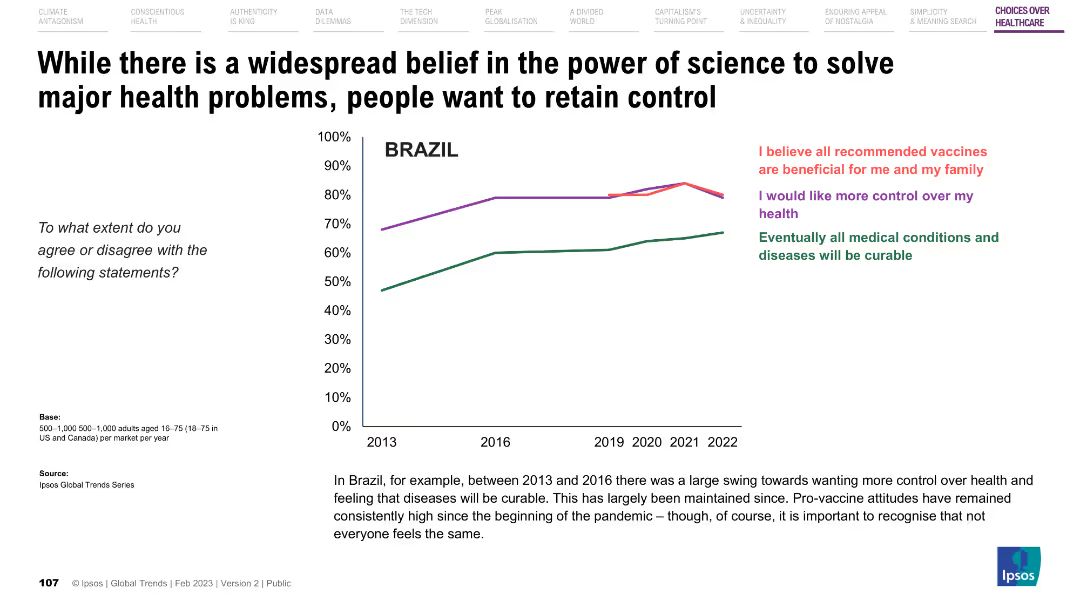 CLIMATE
ANTAGONISM
CONSCIENTIOUS
HEALTH
AUTHENTICITY
IS KING
DATA
DILEMMAS
THE TECH
DIMENSION
PEAK
GLOBALISATION
A DIVIDED
WORLD
CAPITALISM'S
TURNING POINT
UNCERTAINTY
& INEQUALITY
ENDURING APPEAL
OF NOSTALGIA
SIMPLICITY
& MEANING SEARCH
CHOICES OVER
HEALTHCARE
While there is a widespread belief in the power of science to solve
major health problems, people want to retain control
To what extent do you
agree or disagree with the
following statements?
BRAZIL
100%
90%
80%
70%
60%
50%
40%
30%
20%
10%
0%
2013
2016
2019
2020
2021
2022
I believe all recommended vaccines
are beneficial for me and my family
I would like more control over my
health
Eventually all medical conditions and
diseases will be curable
Base:
500–1,000 500–1,000 adults aged 16–75 (18–75 in
US and Canada) per market per year
Source:
Ipsos Global Trends Series
In Brazil, for example, between 2013 and 2016 there was a large swing towards wanting more control over health and
feeling that diseases will be curable. This has largely been maintained since. Pro-vaccine attitudes have remained
consistently high since the beginning of the pandemic – though, of course, it is important to recognise that not
everyone feels the same.
107 © Ipsos | Global Trends | Feb 2023 | Version 2 | Public
Ipsos